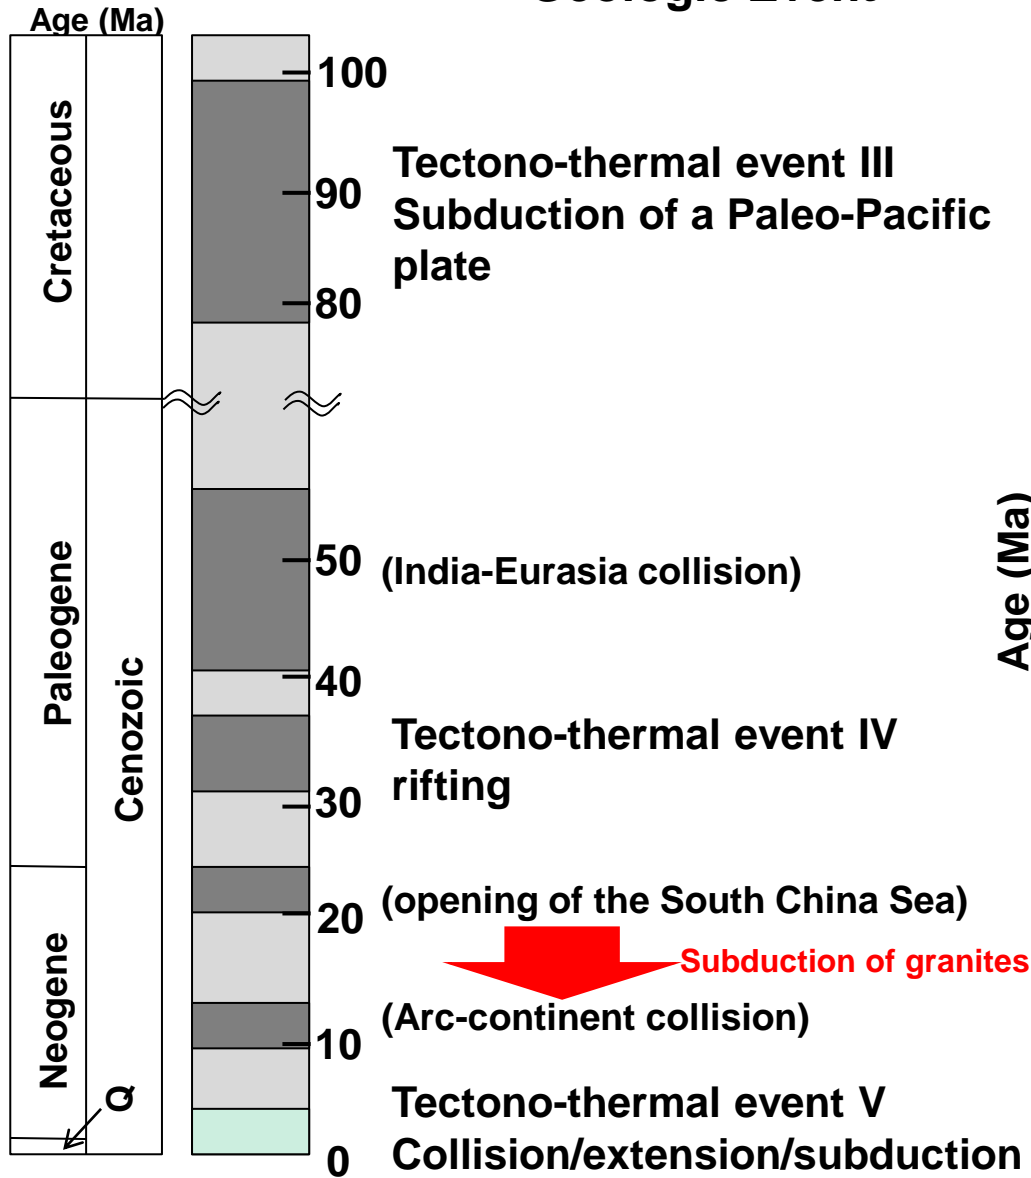 Geologic Event
Age (Ma)
Cretaceous
Paleogene
Neogene
Q
Cenozoic
100
90
80
50
40
30
20
10
0
Tectono-thermal event III
Subduction of a Paleo-Pacific
plate
(India-Eurasia collision)
Tectono-thermal event IV
rifting
(opening of the South China Sea)
Subduction of granites
(Arc-continent collision)
Tectono-thermal event V
Collision/extension/subduction
Age (Ma)